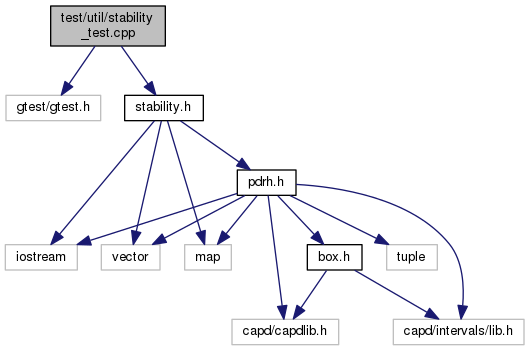 test/util/stability
_test.cpp
gtest/gtest.h
stability.h
pdrh.h
iostream
vector
map
box.h
tuple
capd/capdlib.h
capd/intervals/lib.h